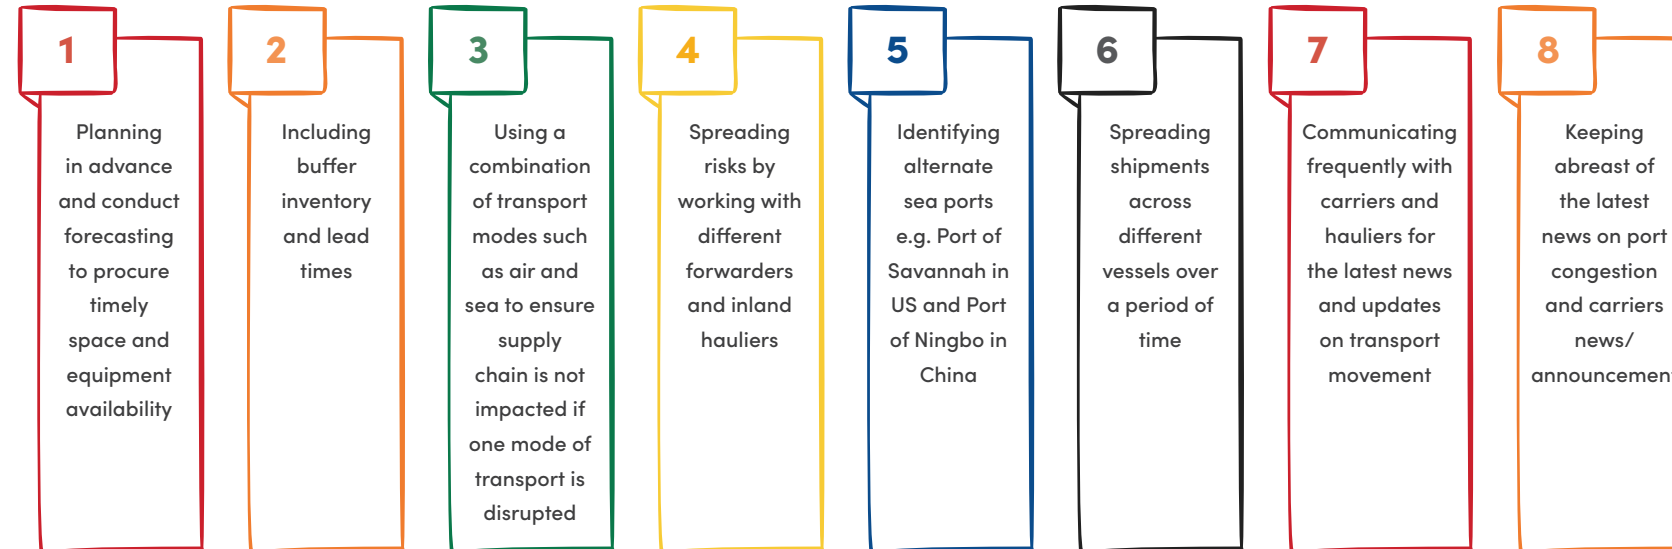 1
Planning
in advance
and conduct
forecasting
to procure
timely
space and
equipment
availability
2
Including
buffer
inventory
and lead
times
3
Using a
combination
of transport
modes such
as air and
sea to ensure
supply
chain is not
impacted if
one mode of
transport is
disrupted
4
Spreading
risks by
working with
different
forwarders
and inland
hauliers
5
Identifying
alternate
sea ports
e.g. Port of
Savannah in
US and Port
of Ningbo in
China
6
Spreading
shipments
across
different
vessels over
a period of
time
7
Communicating
frequently with
carriers and
hauliers for
the latest news
and updates
on transport
movement
8
Keeping
abreast of
the latest
news on port
congestion
and carriers
news/